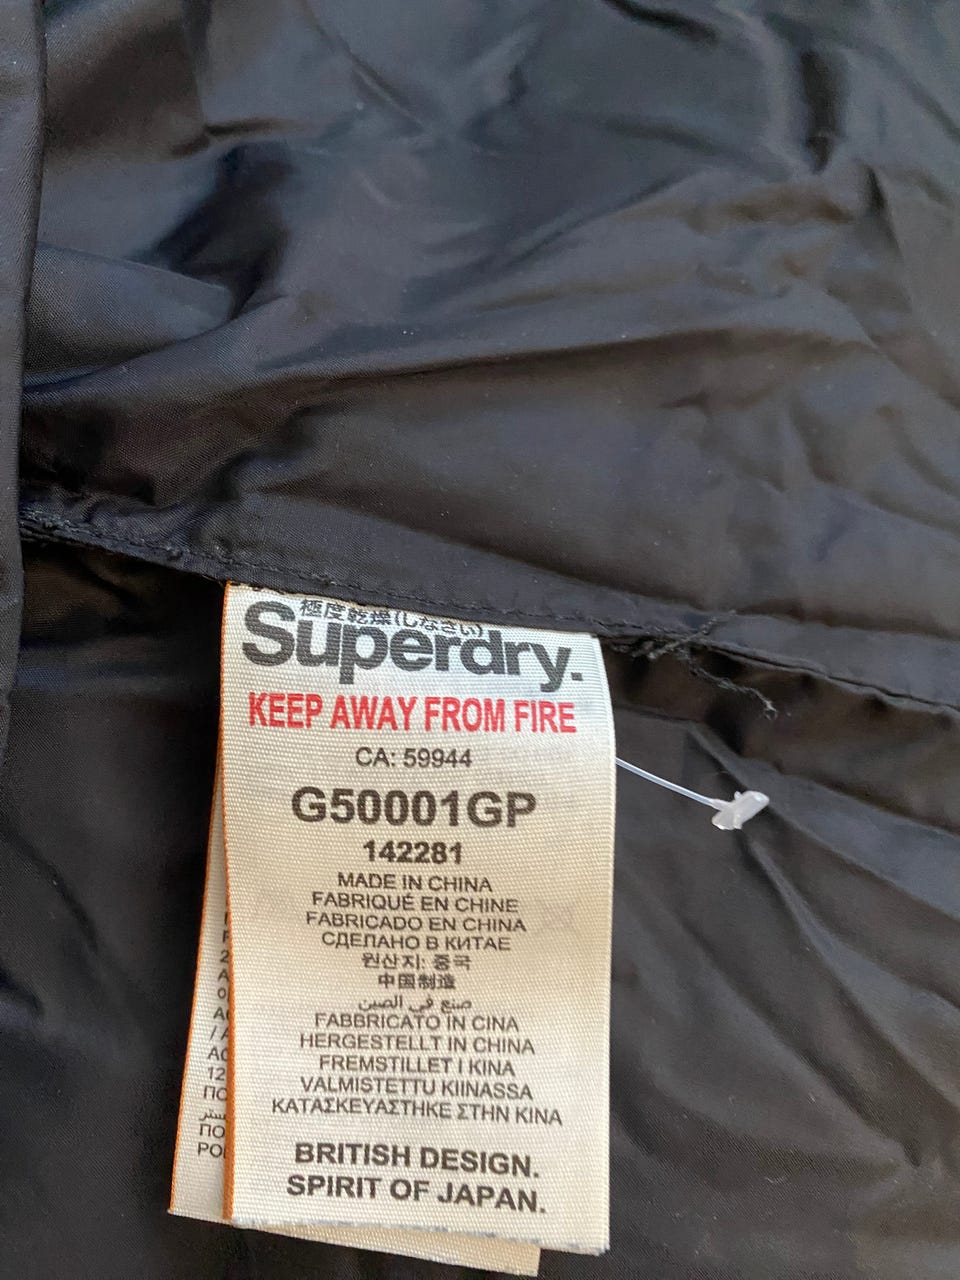 極度乾燥(しなさい)
Superdry.
KEEP AWAY FROM FIRE
CA: 59944
G50001GP
142281
MADE IN CHINA
FABRIQUÉ EN CHINE
FABRICADO EN CHINA
СДЕЛАНО В КИТАЕ
원산지: 중국
中国制造
صنع في الصين
FABBRICATO IN CINA
HERGESTELLT IN CHINA
FREMSTILLET I KINA
VALMISTETTU KIINASSA
ΚΑΤΑΣΚΕΥΑΣΤΗΚΕ ΣΤΗΝ ΚΙΝΑ
BRITISH DESIGN.
SPIRIT OF JAPAN.